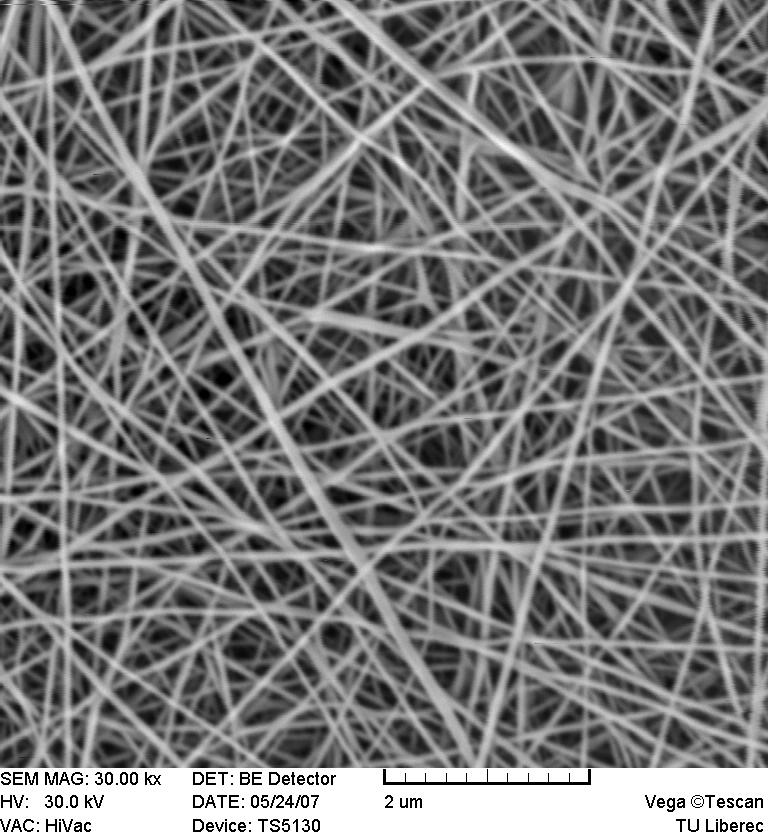 SEM MAG: 30.00 kx DET: BE Detector
HV: 30.0 kV DATE: 05/24/07 2 um Vega ©Tescan
VAC: HiVac Device: TS5130 TU Liberec